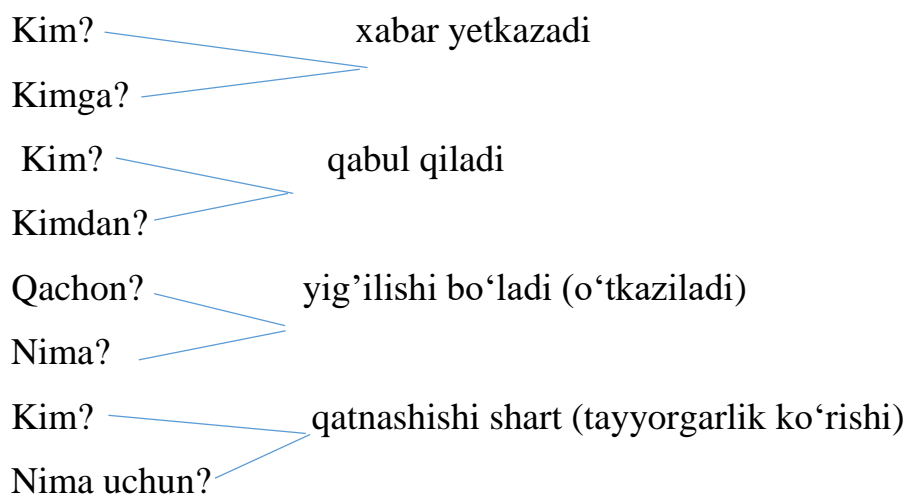 Kim? xabar yetkazadi
Kimga?
Kim? qabul qiladi
Kimdan?
Qachon? yig’ilishi bo‘ladi (o‘tkaziladi)
Nima?
Kim? qatnashishi shart (tayyorgarlik ko‘rishi)
Nima uchun?